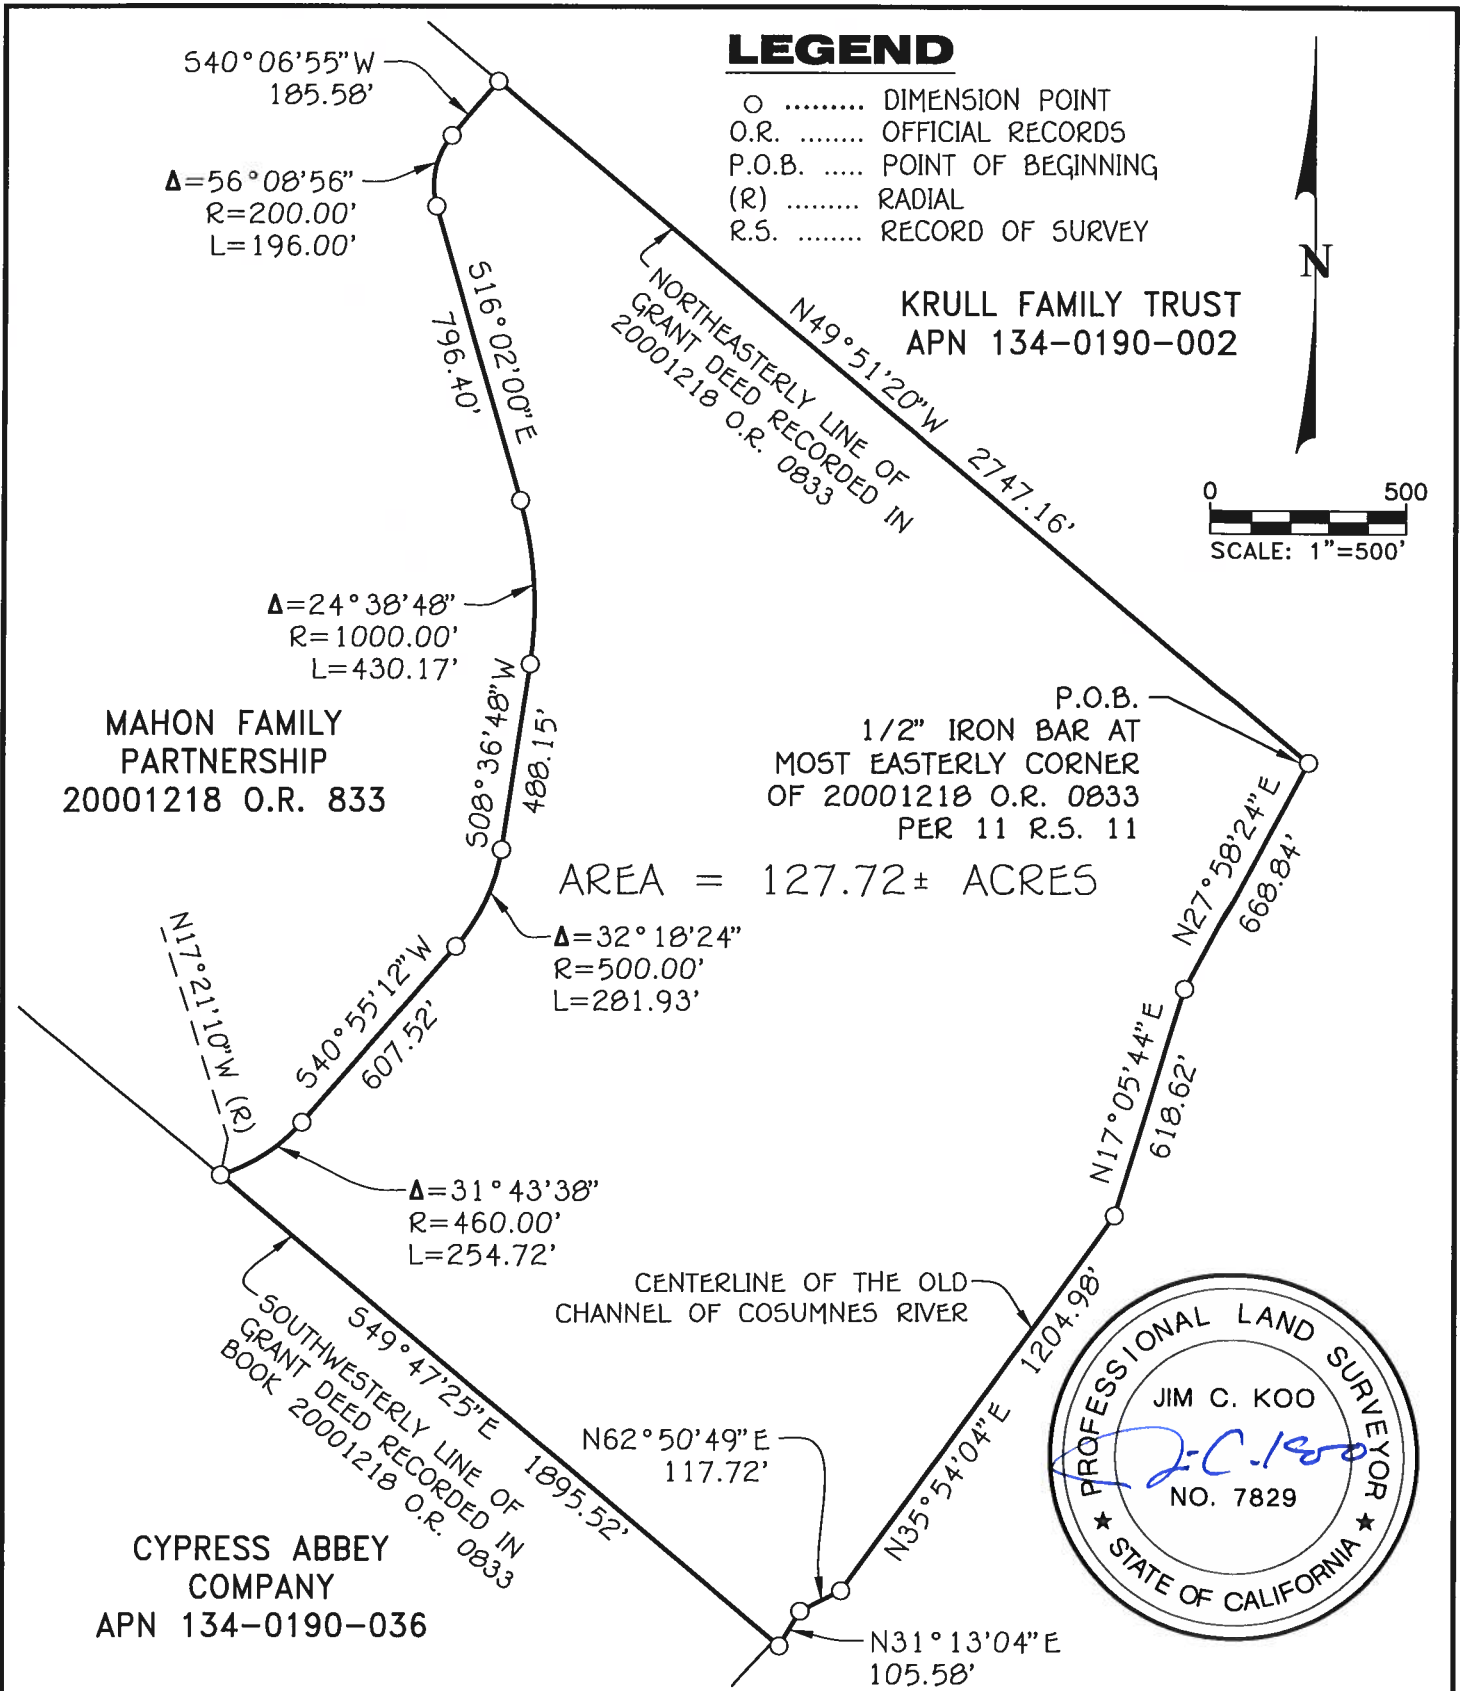 S40°06'55"W
185.58'
LEGEND
O ......... DIMENSION POINT
O.R. ........ OFFICIAL RECORDS
P.O.B. ..... POINT OF BEGINNING
(R) ......... RADIAL
R.S. ........ RECORD OF SURVEY
N
Δ=56°08'56"
R=200.00'
L=196.00'
S16°02'00"E
796.40'
NORTHEASTERLY LINE OF
GRANT DEED RECORDED IN
20001218 O.R. 0833
N49°51'20"W 2747.16'
KRULL FAMILY TRUST
APN 134-0190-002
0 500
SCALE: 1"=500'
Δ=24°38'48"
R=1000.00'
L=430.17'
MAHON FAMILY
PARTNERSHIP
20001218 O.R. 833
S08°36'48"W
488.15'
P.O.B.
1/2" IRON BAR AT
MOST EASTERLY CORNER
OF 20001218 O.R. 0833
PER 11 R.S. 11
AREA = 127.72± ACRES
N27°58'24"E
668.84'
N17°21'10"W (R)
S40°55'12"W
607.52'
Δ=32°18'24"
R=500.00'
L=281.93'
N17°05'44"E
618.62'
Δ=31°43'38"
R=460.00'
L=254.72'
CENTERLINE OF THE OLD
CHANNEL OF COSUMNES RIVER
N35°54'04"E 1204.98'
S49°47'25"E 1895.52'
SOUTHWESTERLY LINE OF
GRANT DEED RECORDED IN
BOOK 20001218 O.R. 0833
N62°50'49"E
117.72'
N31°13'04"E
105.58'
CYPRESS ABBEY
COMPANY
APN 134-0190-036
PROFESSIONAL LAND SURVEYOR
JIM C. KOO
NO. 7829
★ STATE OF CALIFORNIA ★